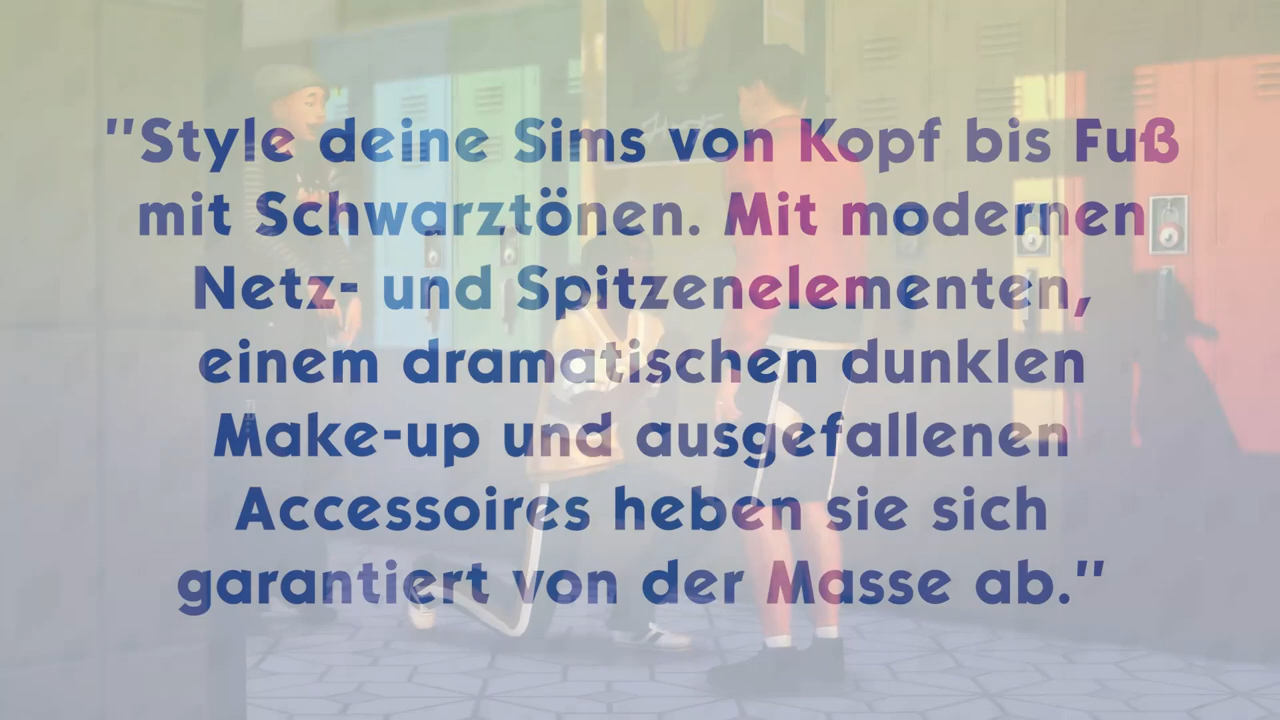 "Style deine Sims von Kopf bis Fuß
mit Schwarztönen. Mit modernen
Netz- und Spitzenelementen,
einem dramatischen dunklen
Make-up und ausgefallenen
Accessoires heben sie sich
garantiert von der Masse ab."